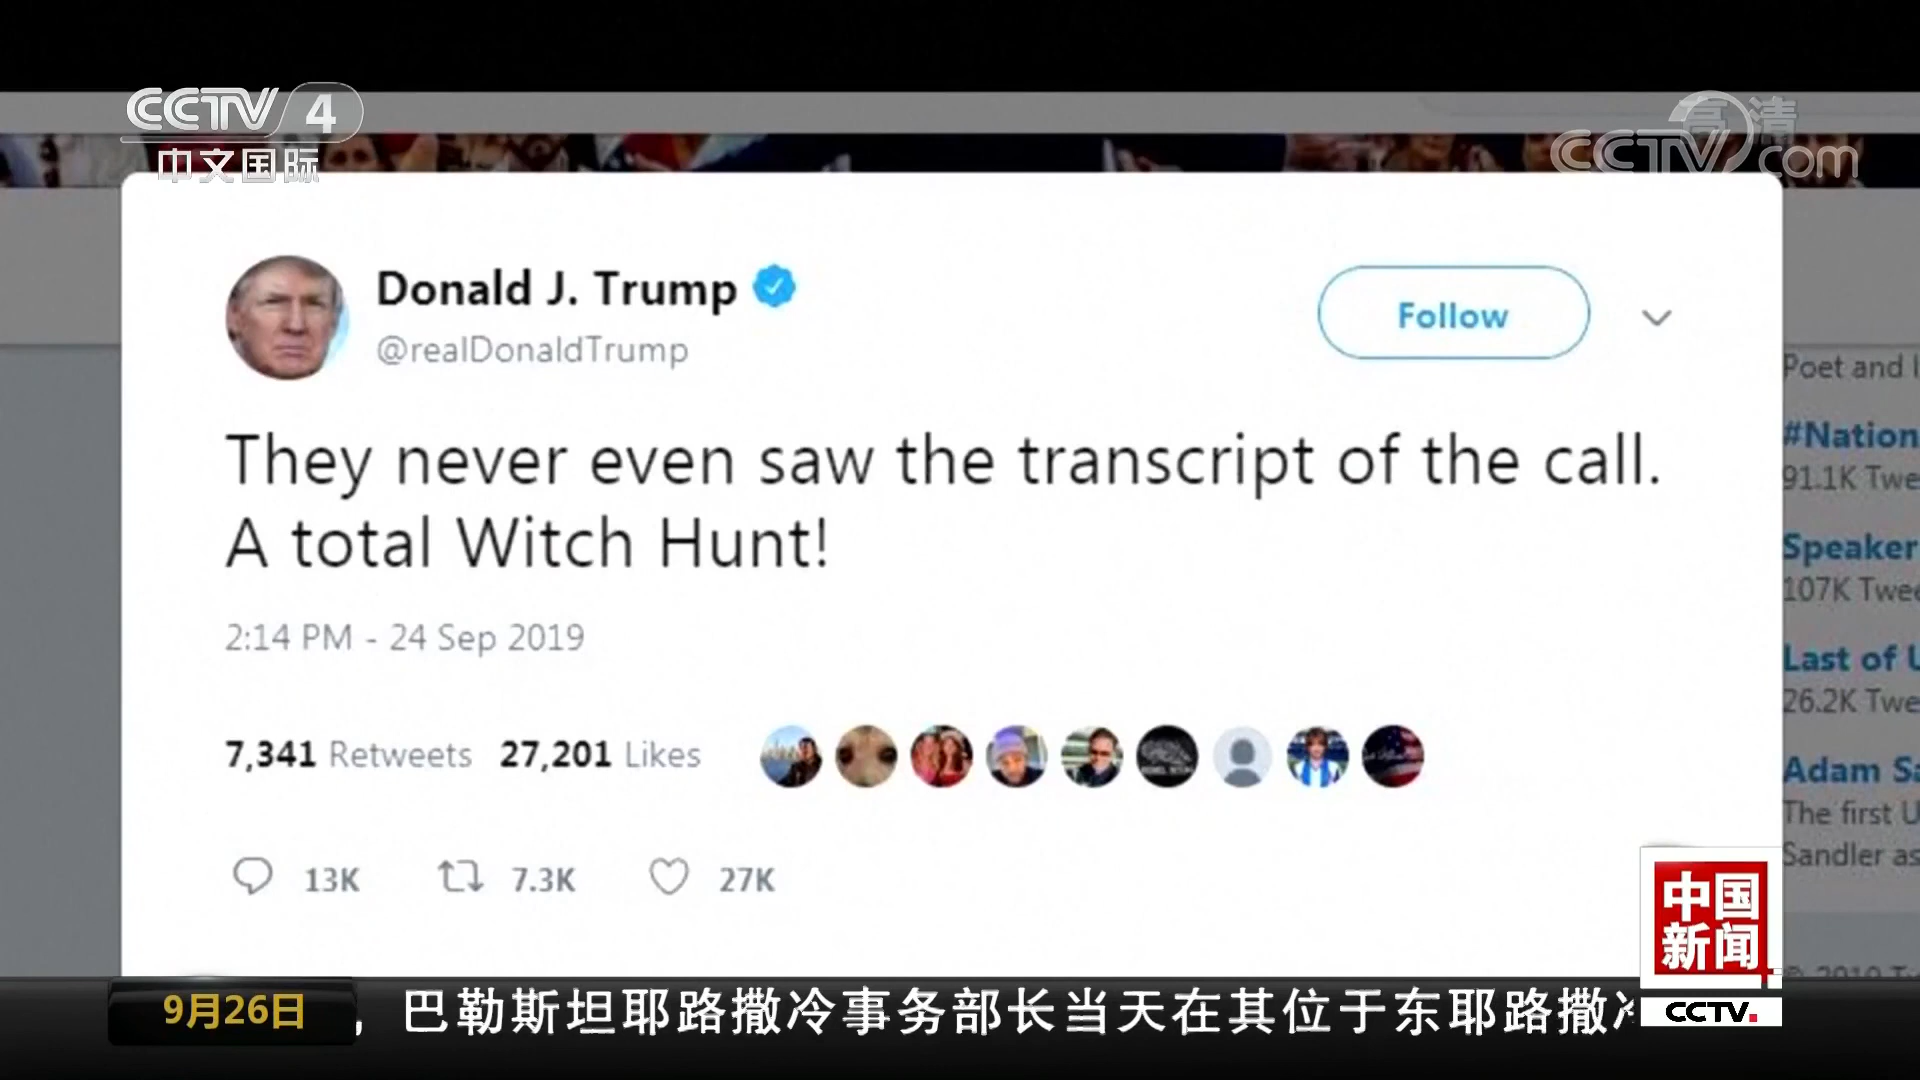 CCTV 4
中文国际
高清
CCTV com
Donald J. Trump
@realDonaldTrump
Follow
They never even saw the transcript of the call.
A total Witch Hunt!
2:14 PM - 24 Sep 2019
7,341 Retweets 27,201 Likes
13K 7.3K 27K
Poet and
#Nation
91.1K Twe
Speaker
107K Twee
Last of
26.2K Twe
Adam Sa
The first
Sandler as
中国
新闻
CCTV.
9月26日
，巴勒斯坦耶路撒冷事务部长当天在其位于东耶路撒